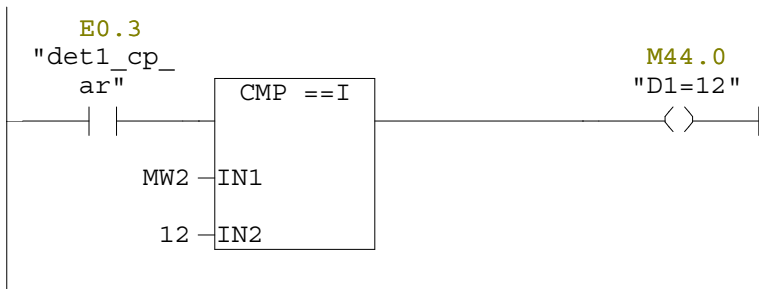 E0.3
"det1_cp_
ar"
M44.0
"D1=12"
CMP ==I
MW2
IN1
12
IN2